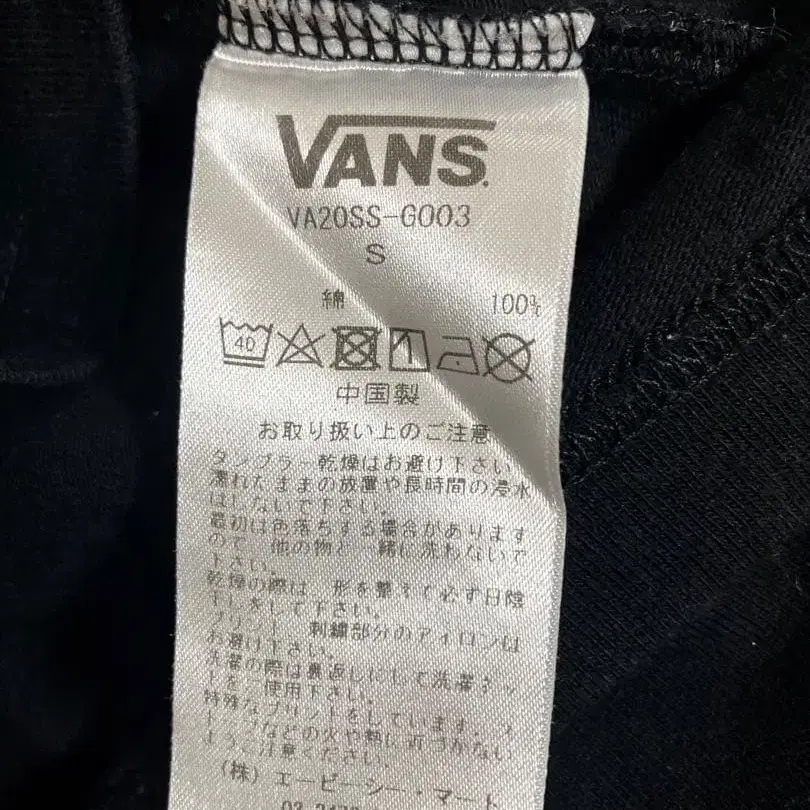 VANS
VA20SS-G003
S
綿 100%
40
中国製
お取り扱い上のご注意
タンブラー乾燥はお避け下さい。
濡れたままの放置や長時間の浸水
はしないで下さい。
最初は色落ちする場合があります
ので、他の物と一緒に洗わないで
下さい。
乾燥の際は、形を整えて必ず日陰
干しをして下さい。
プリント、刺繍部分のアイロンは
お避け下さい。
洗濯の際は裏返しにして洗濯ネッ
トをご使用下さい。
特殊なプリントをしています。ス
トーブなどの火や熱に近づかない
ようご注意ください。
(株)エービーシー・マート